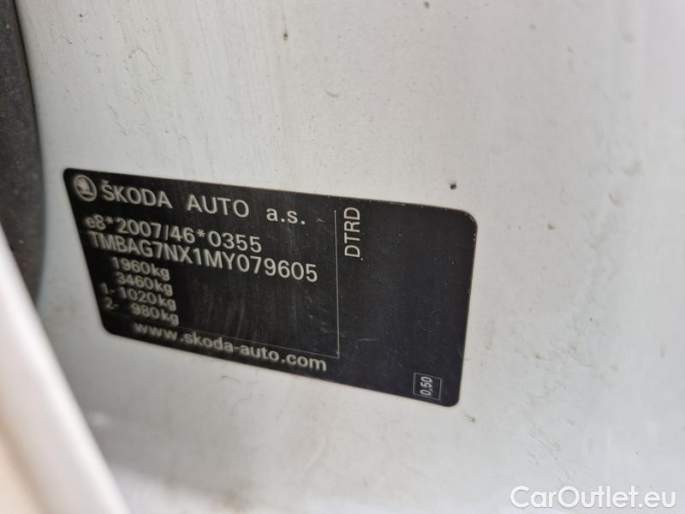 ŠKODA AUTO a.s.
e8*2007/46*0355
TMBAG7NX1MY079605
1960kg
3460kg
1- 1020kg
2- 980kg
www.skoda-auto.com
DTRD
0,50
CarOutlet.eu